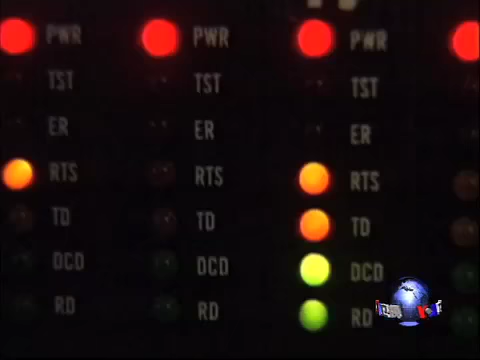 PWR PWR PWR
TST TST TST
ER ER ER
RTS RTS RTS
TD TD TD
DCD DCD DCD
RD RD RD